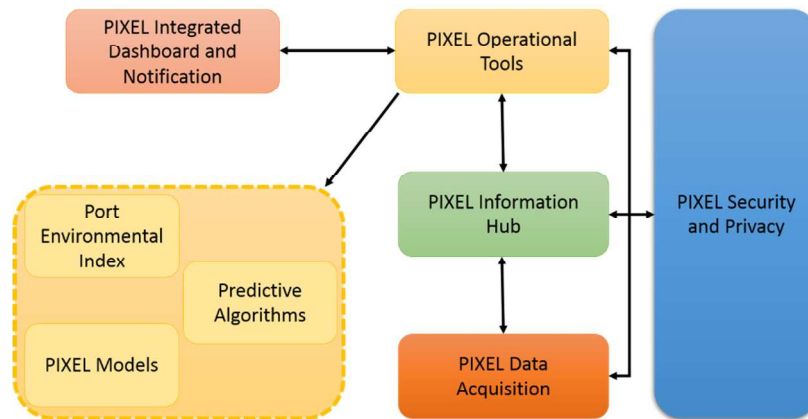 PIXEL Integrated
Dashboard and
Notification
PIXEL Operational
Tools
PIXEL Security
and Privacy
PIXEL Information
Hub
Port
Environmental
Index
Predictive
Algorithms
PIXEL Models
PIXEL Data
Acquisition